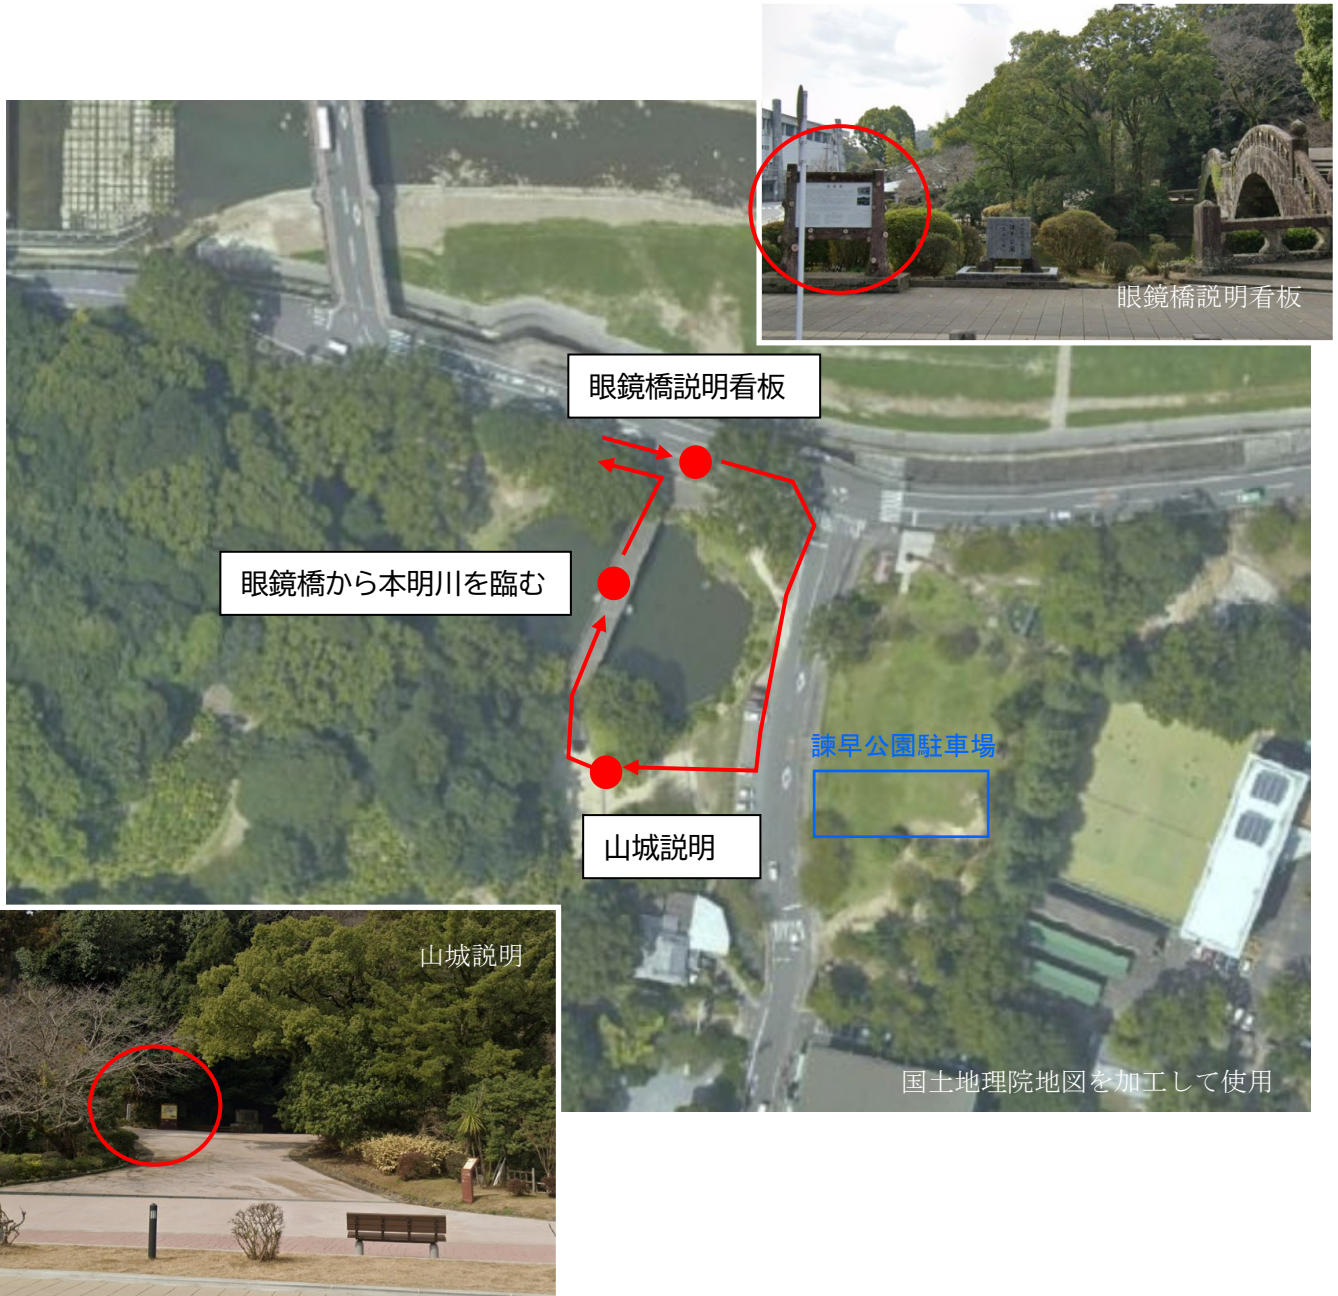 眼鏡橋説明看板
眼鏡橋説明看板
眼鏡橋から本明川を臨む
諫早公園駐車場
山城説明
山城説明
国土地理院地図を加工して使用